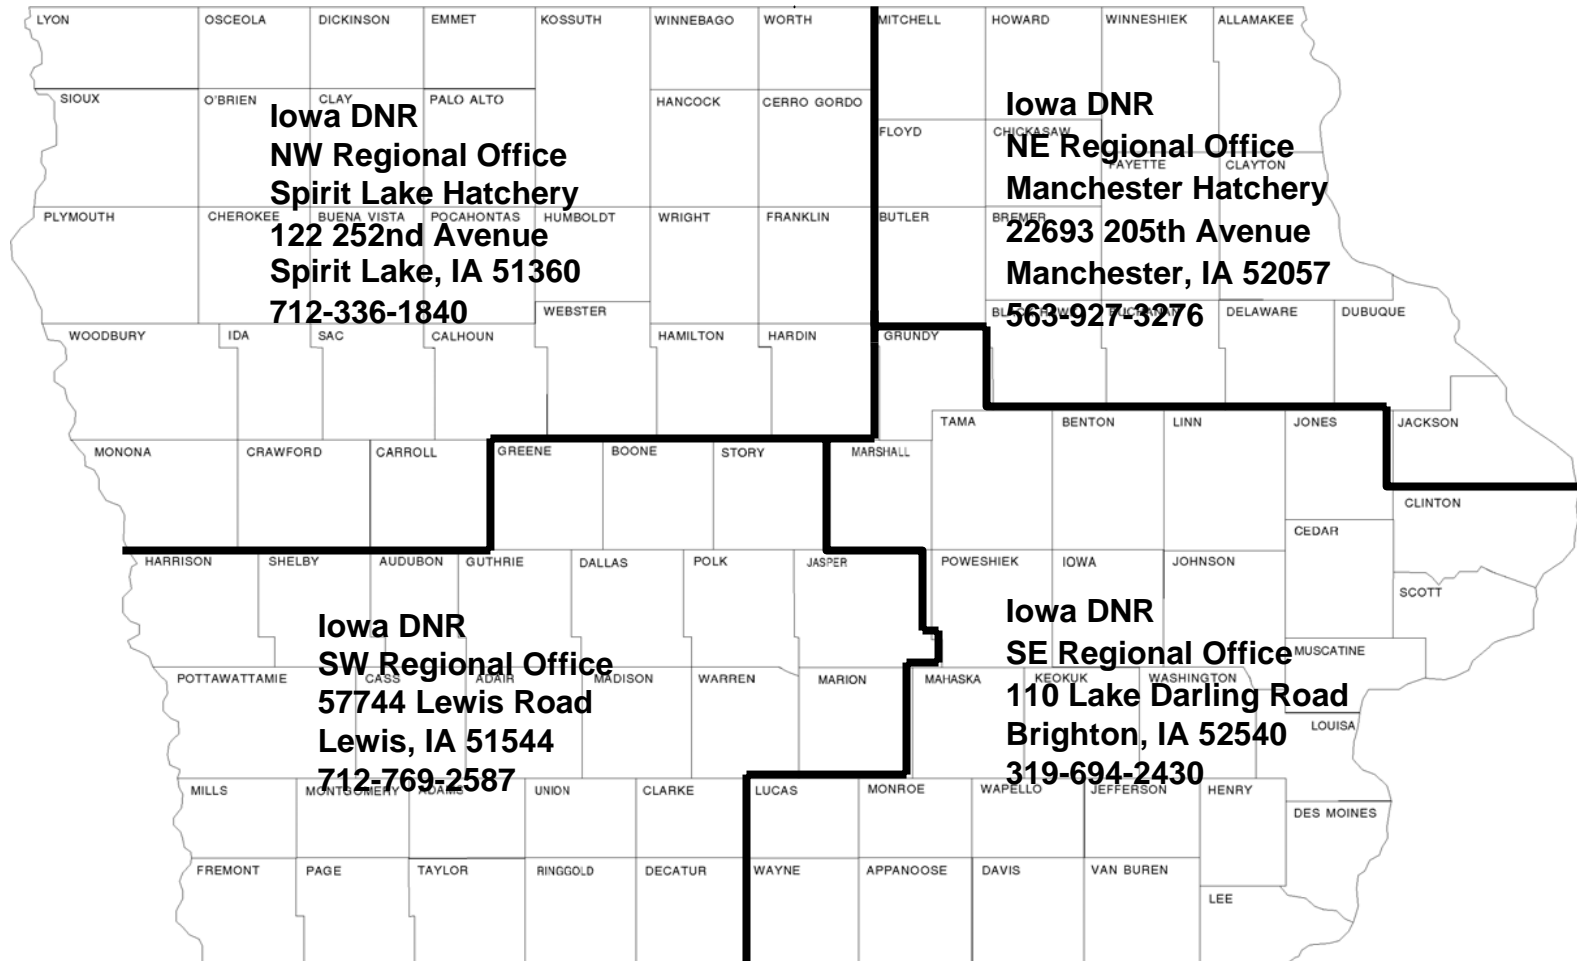 LYON OSCEOLA DICKINSON EMMET KOSSUTH WINNEBAGO WORTH MITCHELL HOWARD WINNESHIEK ALLAMAKEE
SIOUX O'BRIEN CLAY PALO ALTO HANCOCK CERRO GORDO
FLOYD CHICKASAW
FAYETTE CLAYTON
Iowa DNR
NW Regional Office
Spirit Lake Hatchery
122 252nd Avenue
Spirit Lake, IA 51360
712-336-1840
Iowa DNR
NE Regional Office
Manchester Hatchery
22693 205th Avenue
Manchester, IA 52057
563-927-3276
PLYMOUTH CHEROKEE BUENA VISTA POCAHONTAS HUMBOLDT WRIGHT FRANKLIN BUTLER BREMER
WEBSTER BLACK HAWK BUCHANAN DELAWARE DUBUQUE
WOODBURY IDA SAC CALHOUN HAMILTON HARDIN GRUNDY
TAMA BENTON LINN JONES JACKSON
MONONA CRAWFORD CARROLL GREENE BOONE STORY MARSHALL
CLINTON
CEDAR
HARRISON SHELBY AUDUBON GUTHRIE DALLAS POLK JASPER POWESHIEK IOWA JOHNSON
SCOTT
Iowa DNR
SW Regional Office
57744 Lewis Road
Lewis, IA 51544
712-769-2587
Iowa DNR
SE Regional Office
110 Lake Darling Road
Brighton, IA 52540
319-694-2430
MUSCATINE
POTTAWATTAMIE CASS ADAIR MADISON WARREN MARION MAHASKA KEOKUK WASHINGTON
LOUISA
MILLS MONTGOMERY ADAMS UNION CLARKE LUCAS MONROE WAPELLO JEFFERSON HENRY
DES MOINES
FREMONT PAGE TAYLOR RINGGOLD DECATUR WAYNE APPANOOSE DAVIS VAN BUREN
LEE